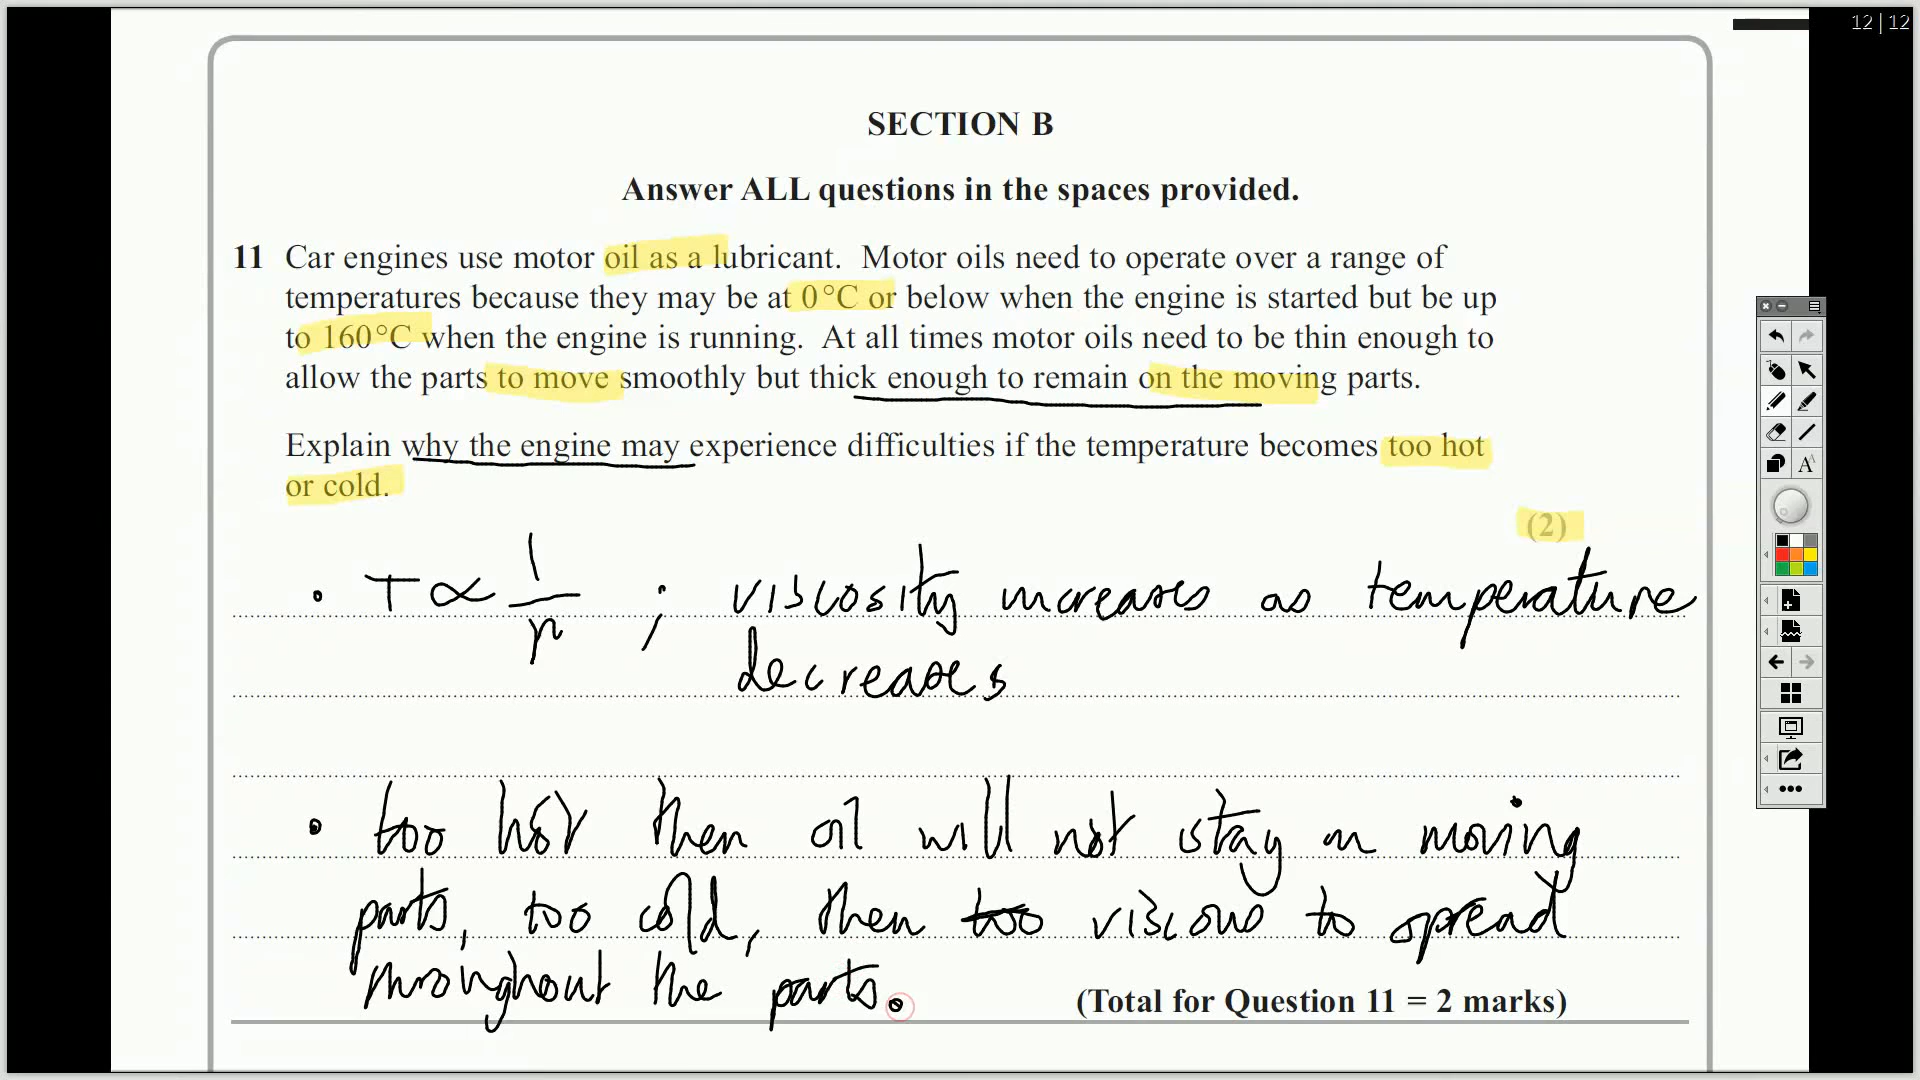 12|12
SECTION B
Answer ALL questions in the spaces provided.
11 Car engines use motor oil as a lubricant. Motor oils need to operate over a range of
temperatures because they may be at 0 °C or below when the engine is started but be up
to 160 °C when the engine is running. At all times motor oils need to be thin enough to
allow the parts to move smoothly but thick enough to remain on the moving parts.
Explain why the engine may experience difficulties if the temperature becomes too hot
or cold.
(2)
• T ∝ 1/η ; viscosity increases as temperature
decreases
• too hot then oil will not stay on moving
parts, too cold, then too viscous to spread
throughout the parts.
(Total for Question 11 = 2 marks)